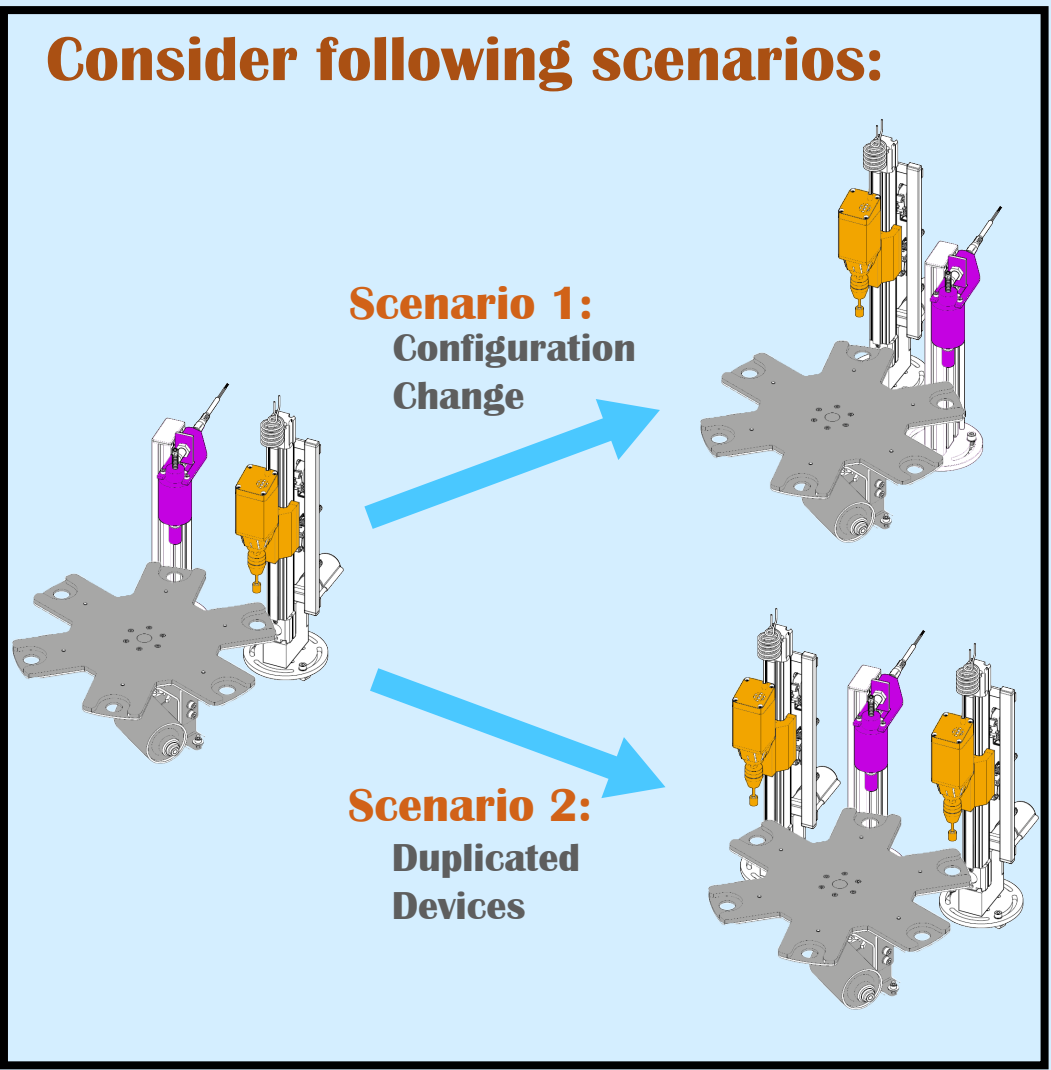 Consider following scenarios:
Scenario 1:
Configuration
Change
Scenario 2:
Duplicated
Devices